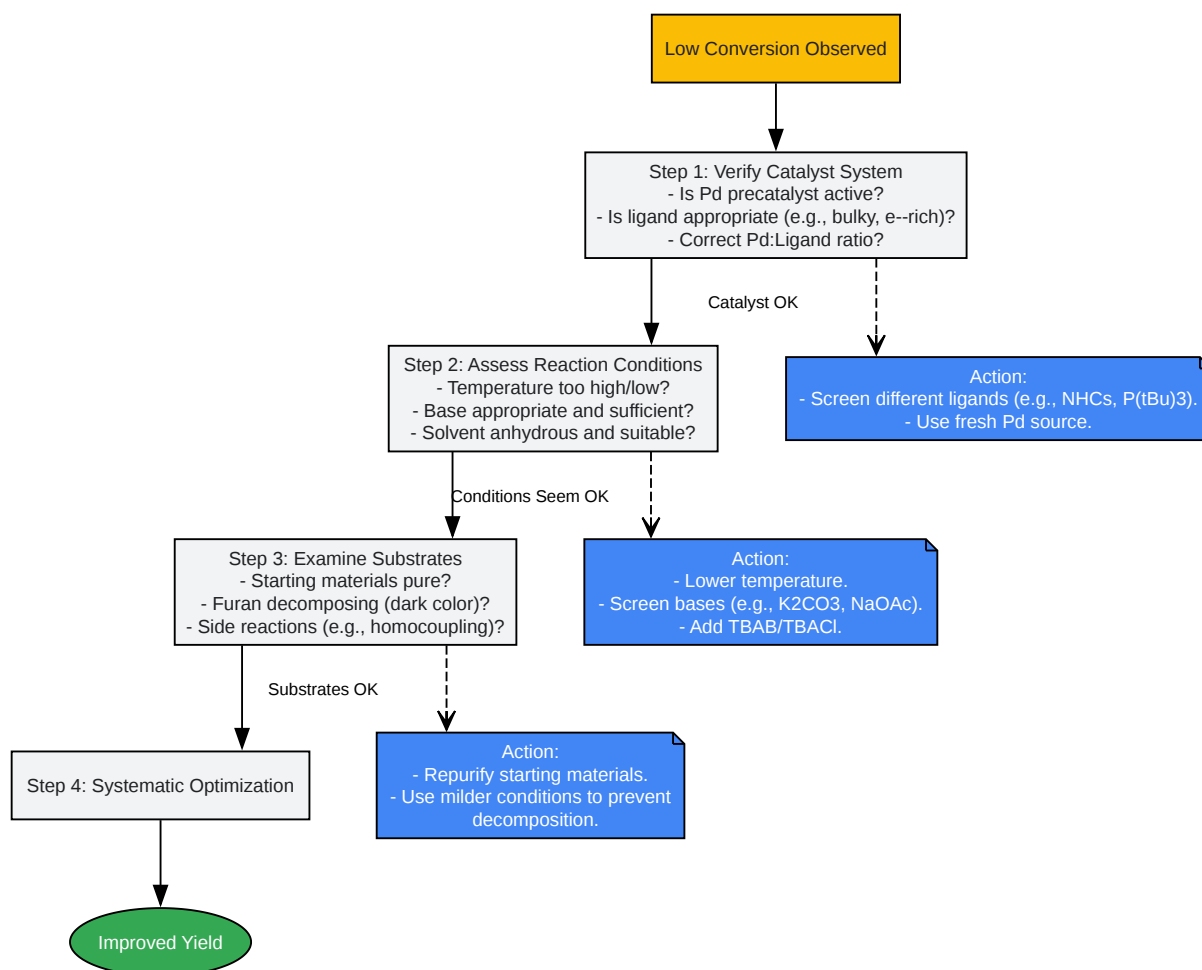 Low Conversion Observed
Step 1: Verify Catalyst System
- Is Pd precatalyst active?
- Is ligand appropriate (e.g., bulky, e--rich)?
- Correct Pd:Ligand ratio?
Catalyst OK
Step 2: Assess Reaction Conditions
- Temperature too high/low?
- Base appropriate and sufficient?
- Solvent anhydrous and suitable?
Action:
- Screen different ligands (e.g., NHCs, P(tBu)3).
- Use fresh Pd source.
Conditions Seem OK
Step 3: Examine Substrates
- Starting materials pure?
- Furan decomposing (dark color)?
- Side reactions (e.g., homocoupling)?
Action:
- Lower temperature.
- Screen bases (e.g., K2CO3, NaOAc).
- Add TBAB/TBACl.
Substrates OK
Step 4: Systematic Optimization
Action:
- Repurify starting materials.
- Use milder conditions to prevent
decomposition.
Improved Yield